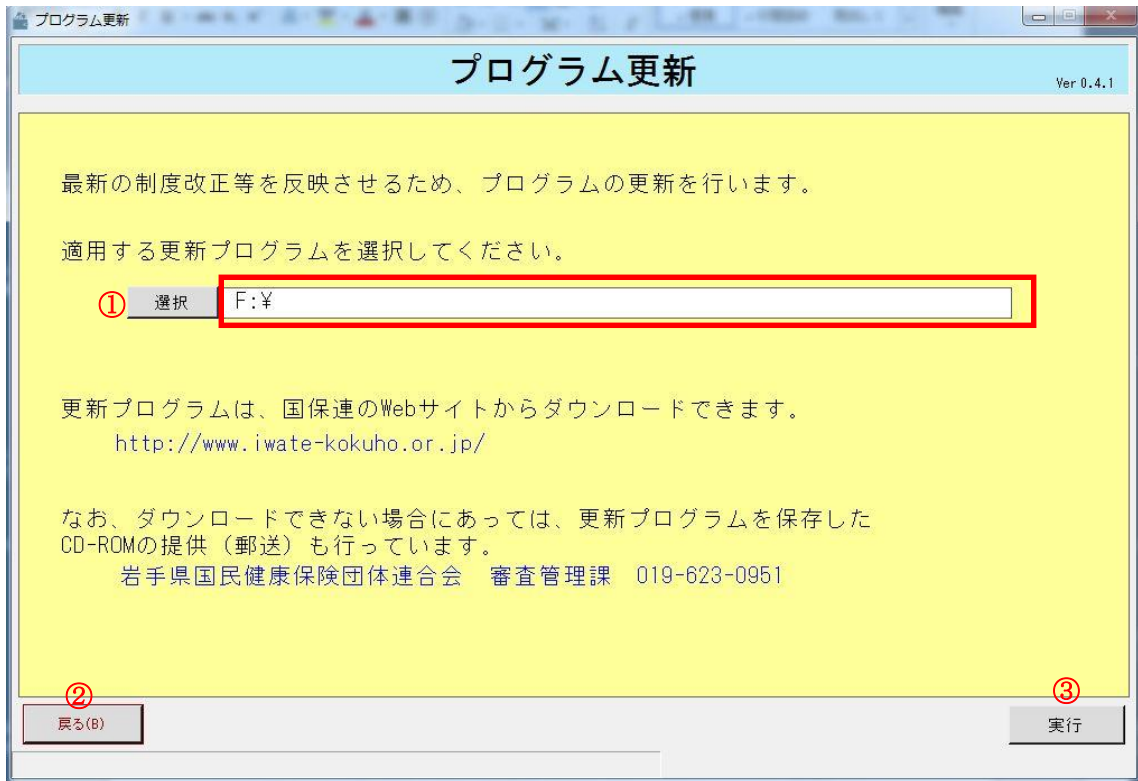 プログラム更新
プログラム更新
Ver 0.4.1
最新の制度改正等を反映させるため、プログラムの更新を行います。
適用する更新プログラムを選択してください。
① 選択 F:¥
更新プログラムは、国保連のWebサイトからダウンロードできます。
http://www.iwate-kokuho.or.jp/
なお、ダウンロードできない場合にあっては、更新プログラムを保存した
CD-ROMの提供（郵送）も行っています。
岩手県国民健康保険団体連合会 審査管理課 019-623-0951
② ③
戻る(B) 実行